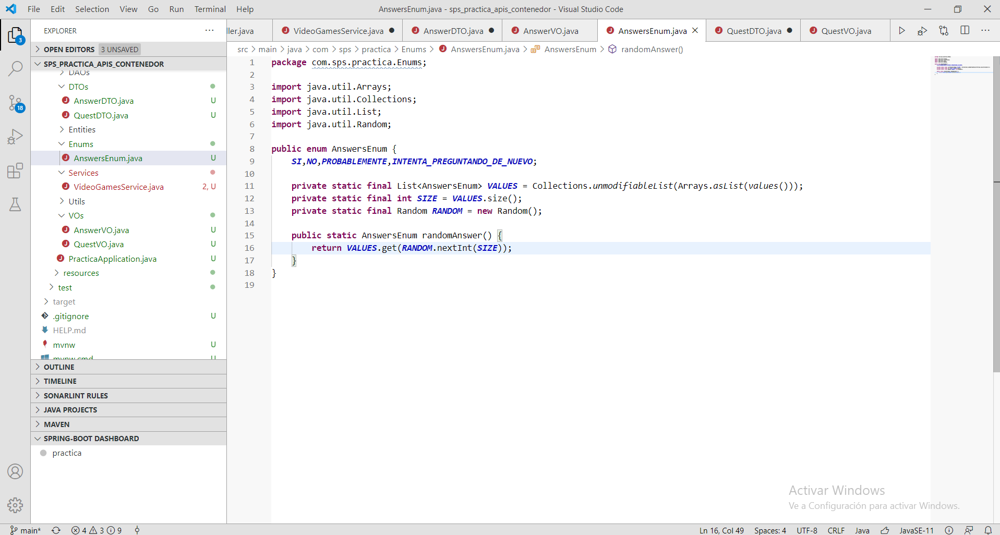 File Edit Selection View Go Run Terminal Help
AnswersEnum.java - sps_practica_apis_contenedor - Visual Studio Code
EXPLORER
ller.java VideoGamesService.java AnswerDTO.java AnswerVO.java AnswersEnum.java QuestDTO.java QuestVO.java
OPEN EDITORS 3 UNSAVED
SPS_PRACTICA_APIS_CONTENEDOR
DAOs
DTOs
AnswerDTO.java U
QuestDTO.java U
Entities
Enums
AnswersEnum.java U
Services
VideoGamesService.java 2, U
Utils
VOs
AnswerVO.java U
QuestVO.java U
PracticaApplication.java U
resources
test
target
.gitignore U
HELP.md
mvnw U
mvnw.cmd U
OUTLINE
TIMELINE
SONARLINT RULES
JAVA PROJECTS
MAVEN
SPRING-BOOT DASHBOARD
practica
3
18
src > main > java > com > sps > practica > Enums > AnswersEnum.java > AnswersEnum > randomAnswer()
1 package com.sps.practica.Enums;
2
3 import java.util.Arrays;
4 import java.util.Collections;
5 import java.util.List;
6 import java.util.Random;
7
8 public enum AnswersEnum {
9 SI,NO,PROBABLEMENTE,INTENTA_PREGUNTANDO_DE_NUEVO;
10
11 private static final List<AnswersEnum> VALUES = Collections.unmodifiableList(Arrays.asList(values()));
12 private static final int SIZE = VALUES.size();
13 private static final Random RANDOM = new Random();
14
15 public static AnswersEnum randomAnswer() {
16 return VALUES.get(RANDOM.nextInt(SIZE));
17 }
18 }
19
Activar Windows
Ve a Configuración para activar Windows.
main* 4 3 9 Ln 16, Col 49 Spaces: 4 UTF-8 CRLF Java JavaSE-11